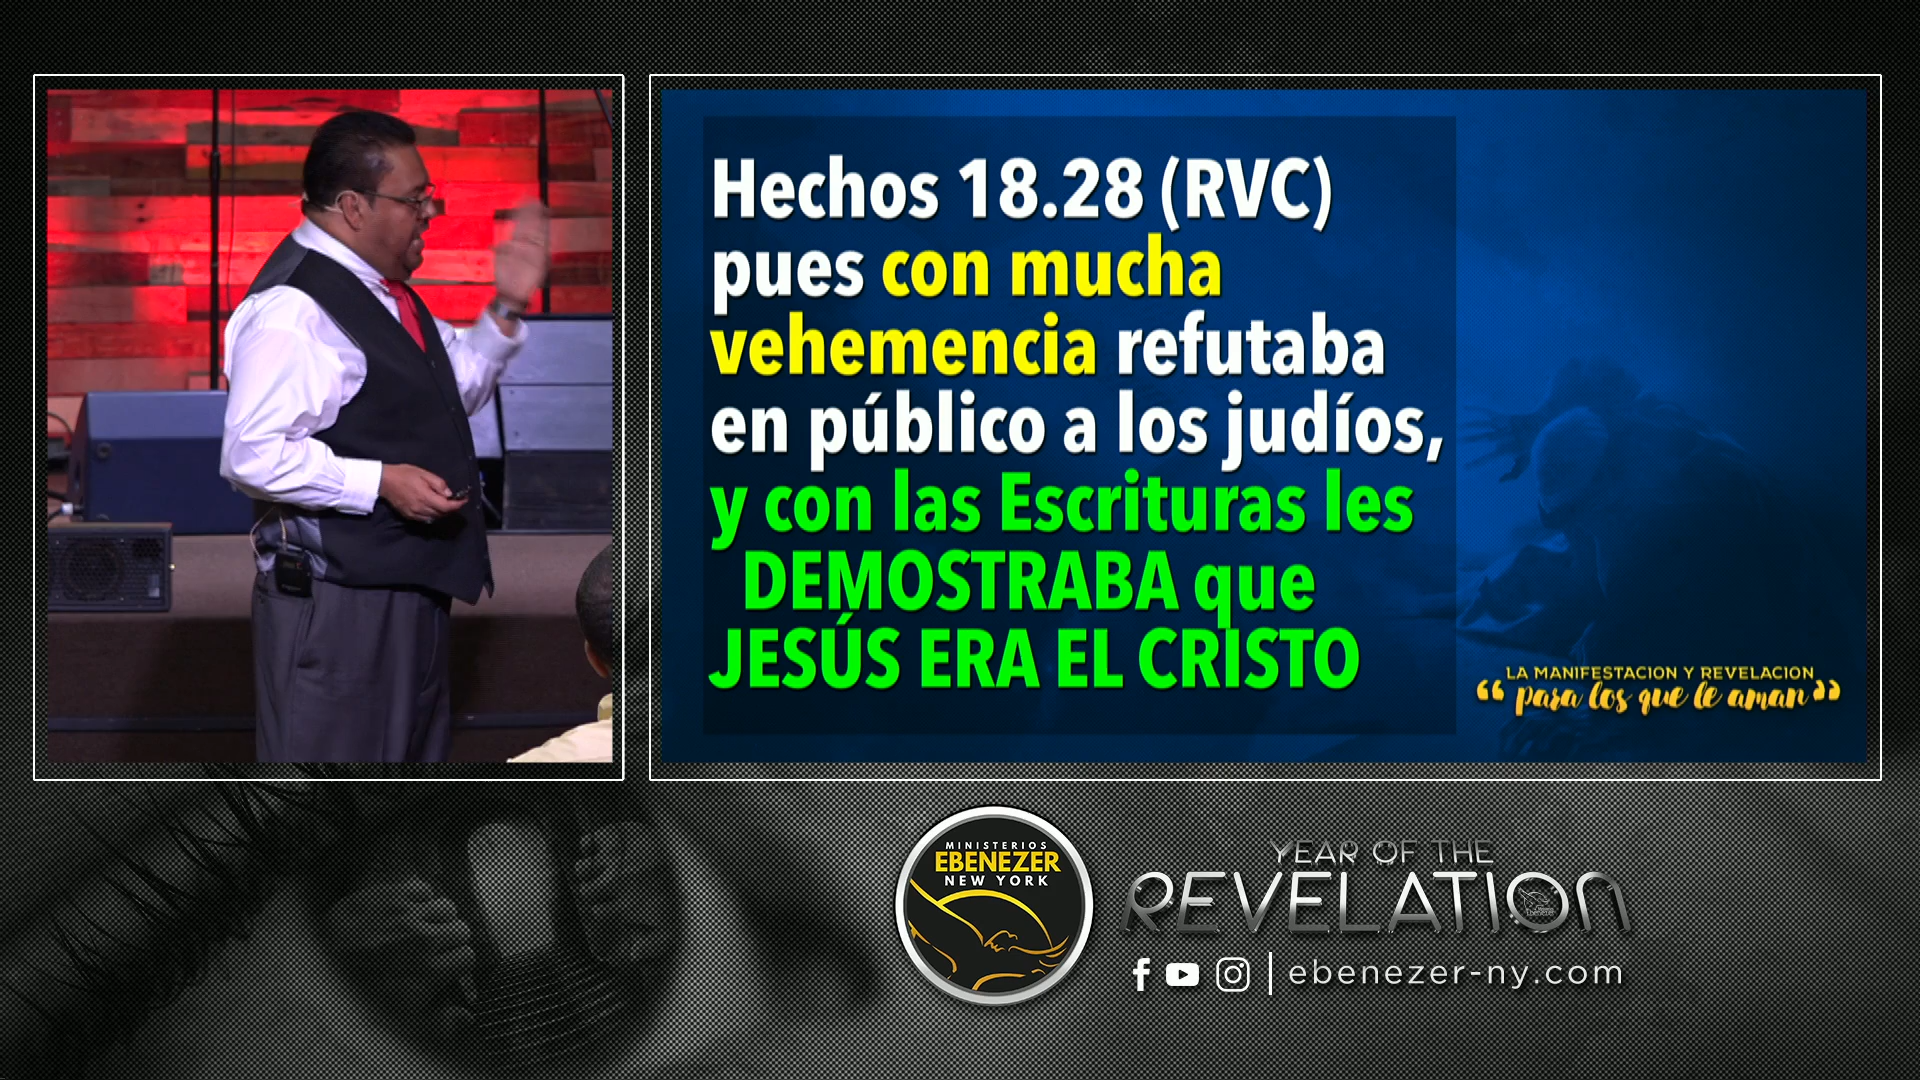 Hechos 18.28 (RVC)
pues con mucha
vehemencia refutaba
en público a los judíos,
y con las Escrituras les
DEMOSTRABA que
JESÚS ERA EL CRISTO
LA MANIFESTACION Y REVELACION
“para los que le aman”
MINISTERIOS
EBENEZER
NEW YORK
YEAR OF THE
REVELATION
f | ebenezer-ny.com